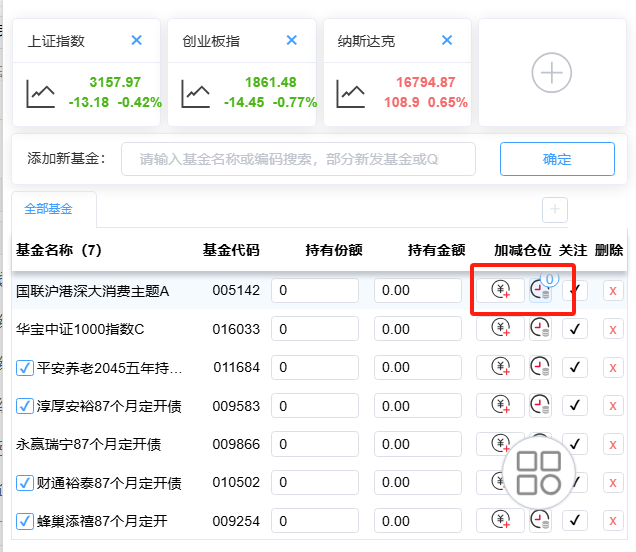 上证指数 ✕ 创业板指 ✕ 纳斯达克 ✕
3157.97 1861.48 16794.87
-13.18 -0.42% -14.45 -0.77% 108.9 0.65%
添加新基金： 请输入基金名称或编码搜索，部分新发基金或Q 确定
全部基金 +
基金名称（7） 基金代码 持有份额 持有金额 加减仓位 关注 删除
国联沪港深大消费主题A 005142 0 0.00 0 ✓ x
华宝中证1000指数C 016033 0 0.00 ✓ x
平安养老2045五年持... 011684 0 0.00 ✓ x
淳厚安裕87个月定开债 009583 0 0.00 ✓ x
永赢瑞宁87个月定开债 009866 0 0.00 ✓ x
财通裕泰87个月定开债 010502 0 0.00 ✓ x
蜂巢添禧87个月定开 009254 0 0.00 ✓ x